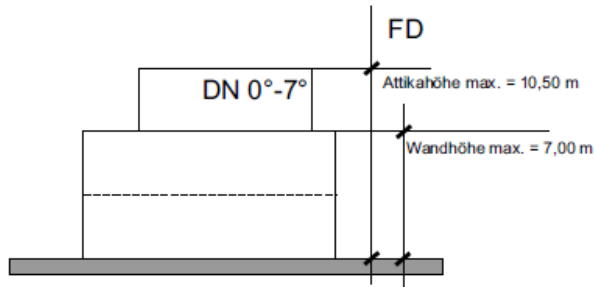 FD
DN 0°-7°
Attikahöhe max. = 10,50 m
Wandhöhe max. = 7,00 m